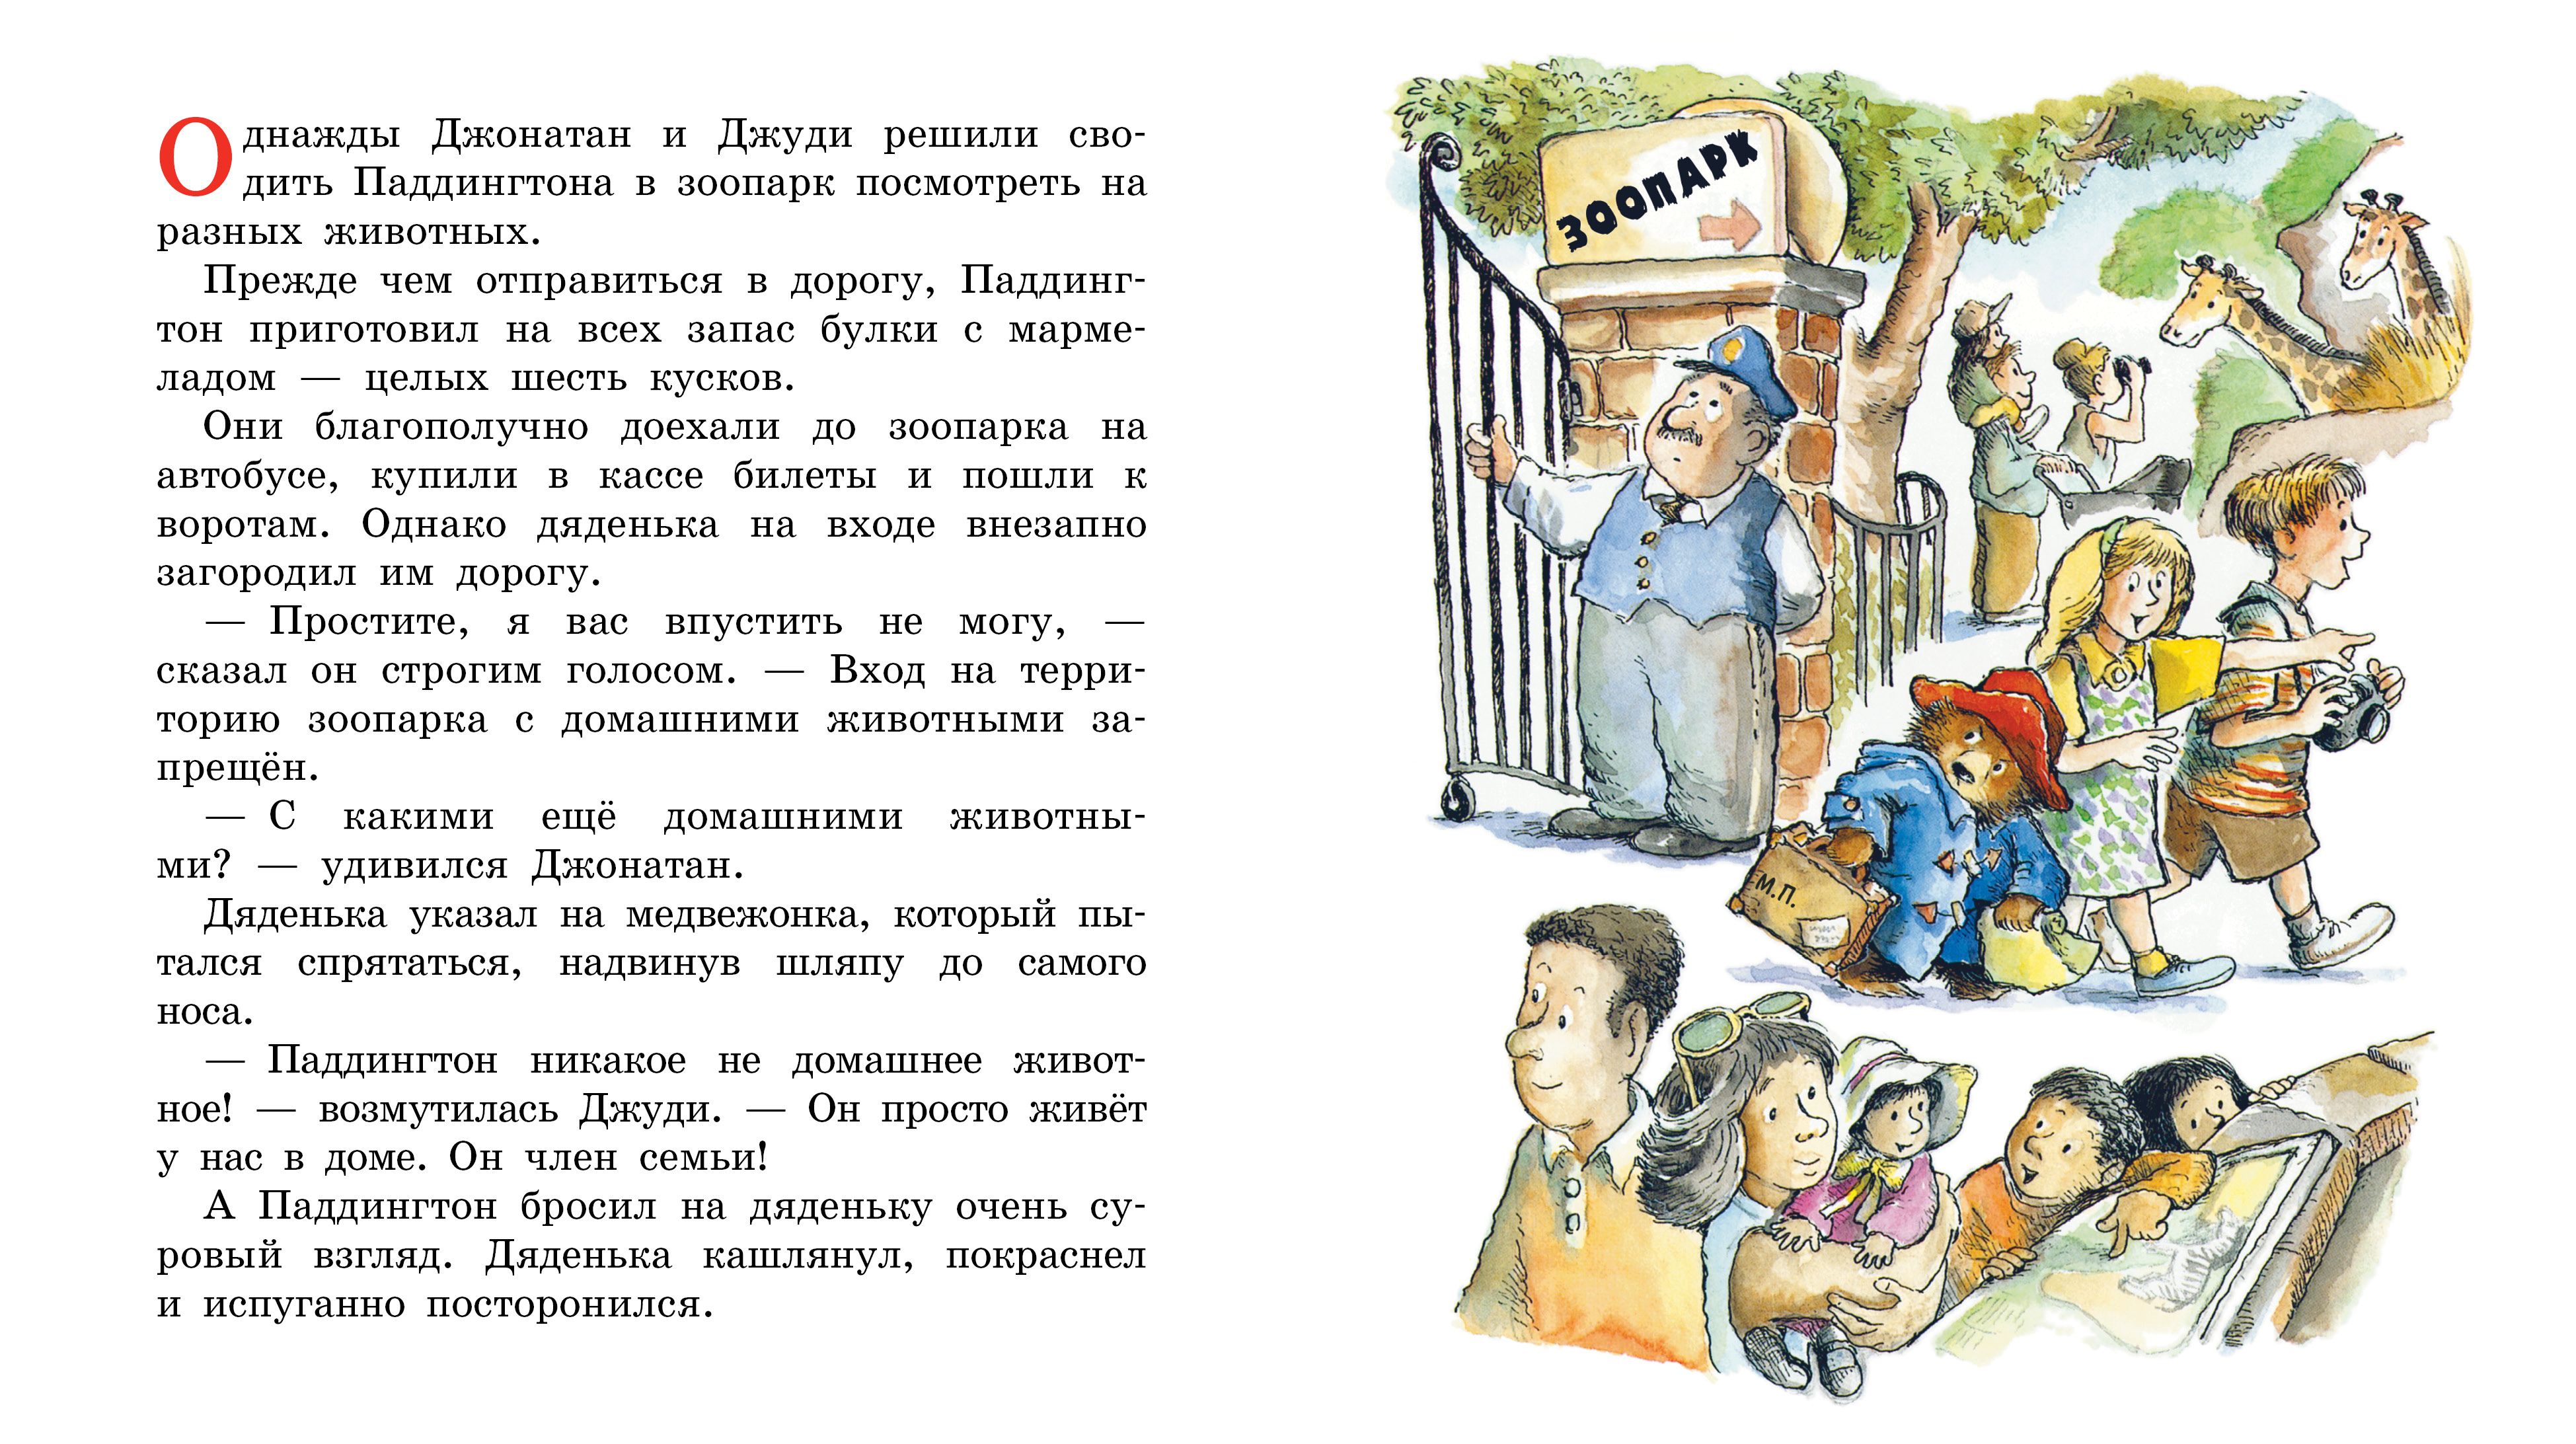 Однажды Джонатан и Джуди решили сво-
дить Паддингтона в зоопарк посмотреть на
разных животных.
Прежде чем отправиться в дорогу, Паддинг-
тон приготовил на всех запас булки с марме-
ладом — целых шесть кусков.
Они благополучно доехали до зоопарка на
автобусе, купили в кассе билеты и пошли к
воротам. Однако дяденька на входе внезапно
загородил им дорогу.
— Простите, я вас впустить не могу, —
сказал он строгим голосом. — Вход на терри-
торию зоопарка с домашними животными за-
прещён.
— С какими ещё домашними животны-
ми? — удивился Джонатан.
Дяденька указал на медвежонка, который пы-
тался спрятаться, надвинув шляпу до самого
носа.
— Паддингтон никакое не домашнее живот-
ное! — возмутилась Джуди. — Он просто живёт
у нас в доме. Он член семьи!
А Паддингтон бросил на дяденьку очень су-
ровый взгляд. Дяденька кашлянул, покраснел
и испуганно посторонился.
ЗООПАРК
М.П.